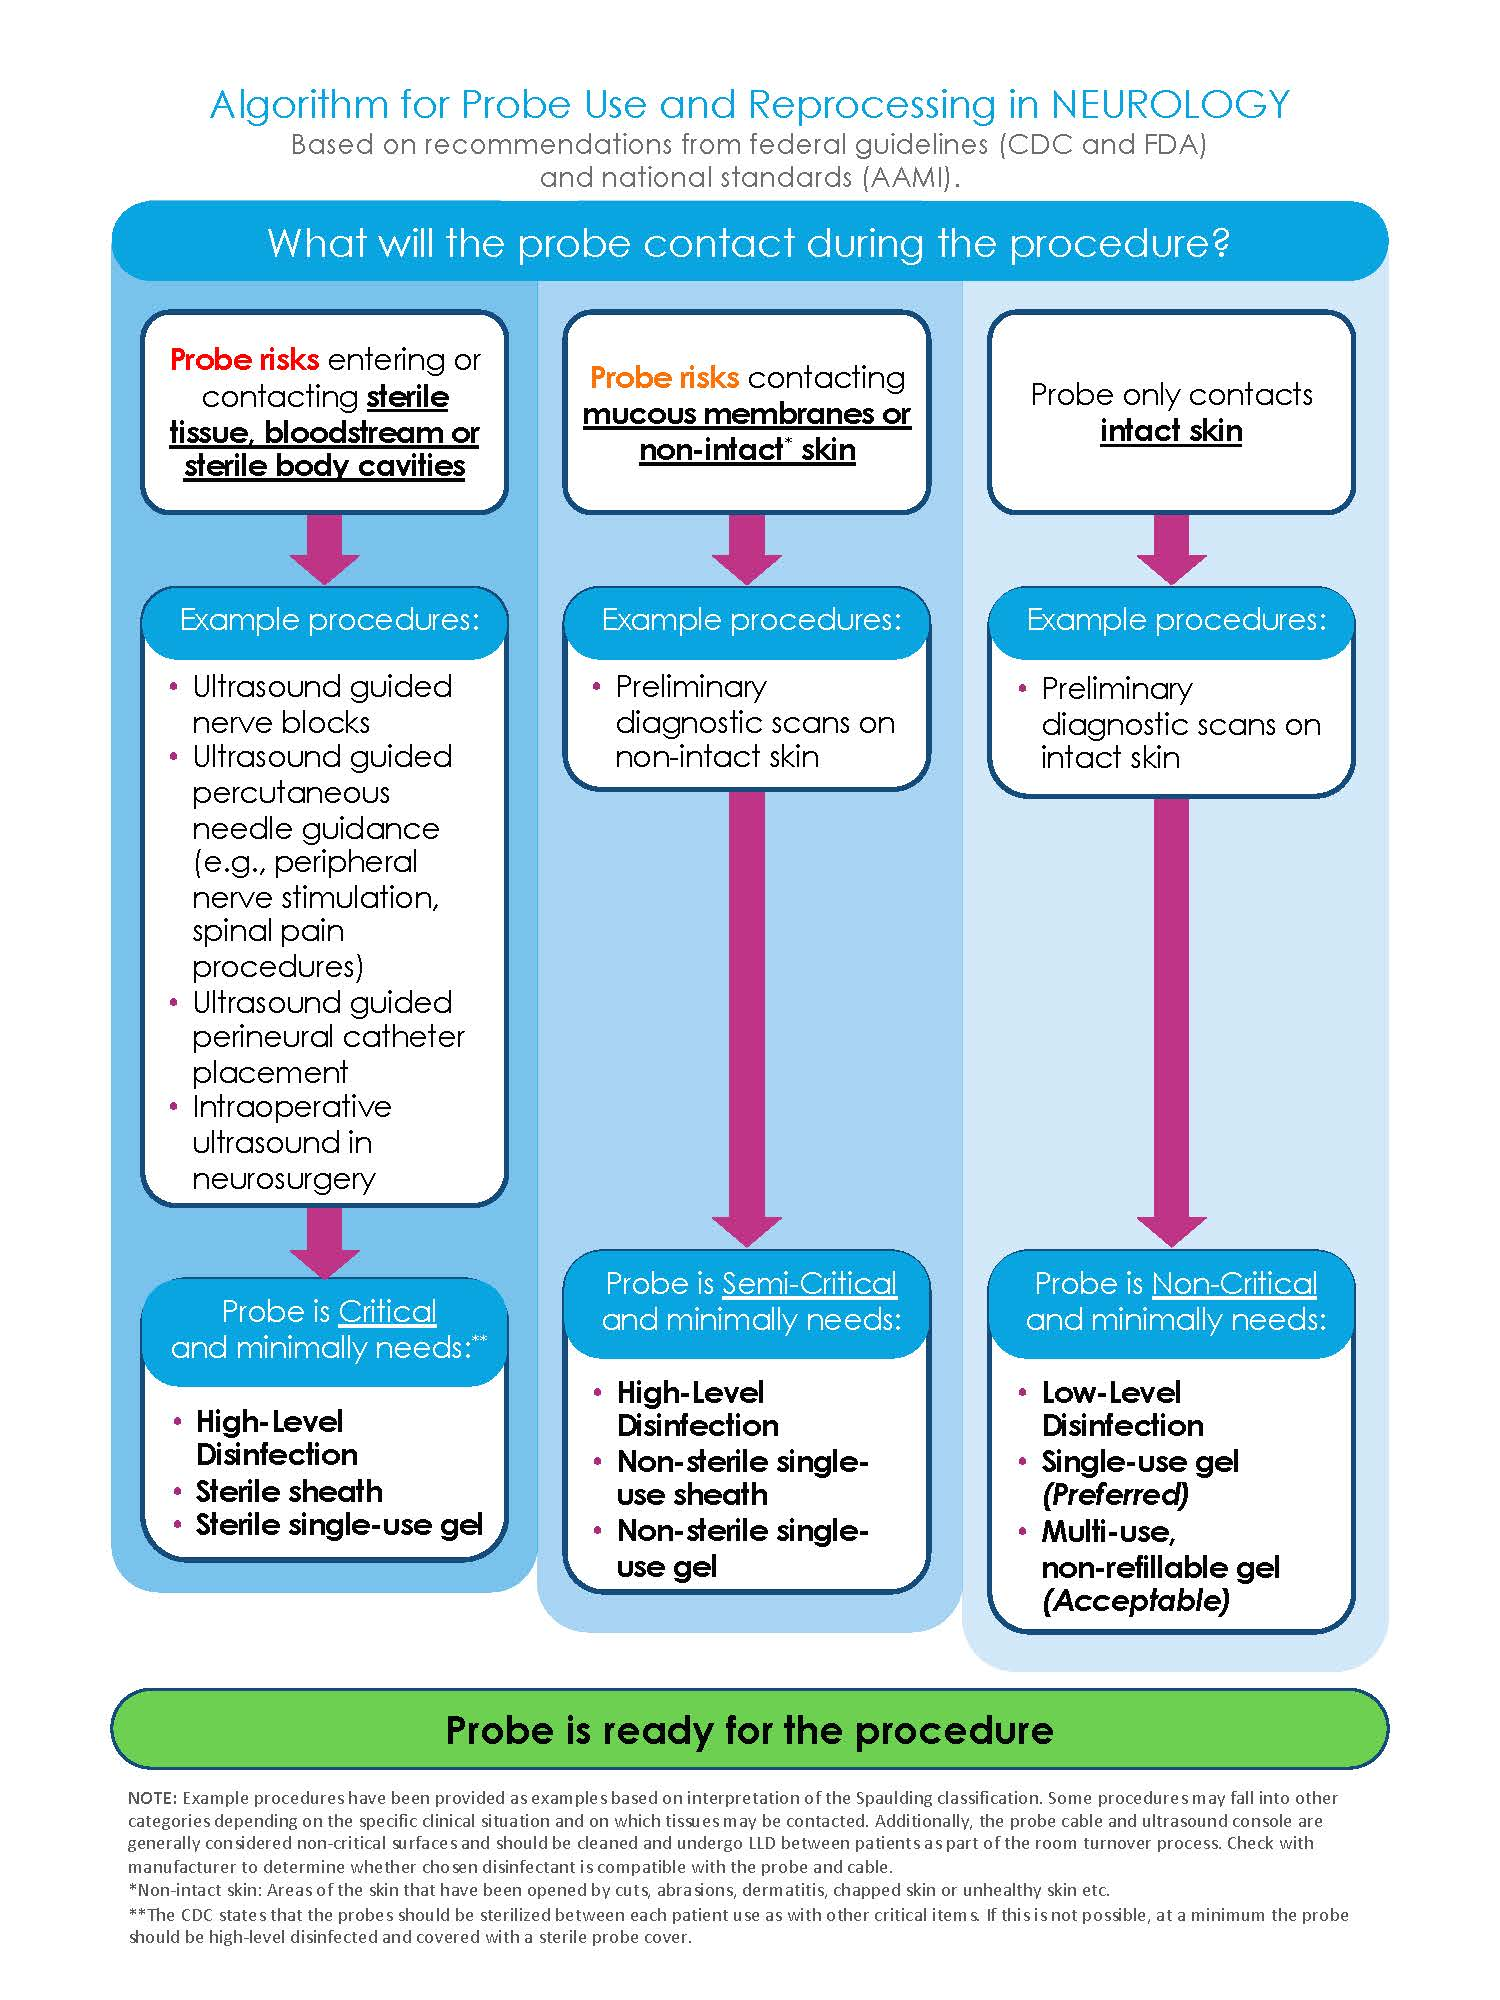 Algorithm for Probe Use and Reprocessing in NEUROLOGY
Based on recommendations from federal guidelines (CDC and FDA)
and national standards (AAMI).
What will the probe contact during the procedure?
Probe risks entering or
contacting sterile
tissue, bloodstream or
sterile body cavities
Example procedures:
• Ultrasound guided
nerve blocks
• Ultrasound guided
percutaneous
needle guidance
(e.g., peripheral
nerve stimulation,
spinal pain
procedures)
• Ultrasound guided
perineural catheter
placement
• Intraoperative
ultrasound in
neurosurgery
Probe is Critical
and minimally needs:**
• High-Level
Disinfection
• Sterile sheath
• Sterile single-use gel
Probe risks contacting
mucous membranes or
non-intact* skin
Example procedures:
• Preliminary
diagnostic scans on
non-intact skin
Probe is Semi-Critical
and minimally needs:
• High-Level
Disinfection
• Non-sterile single-
use sheath
• Non-sterile single-
use gel
Probe only contacts
intact skin
Example procedures:
• Preliminary
diagnostic scans on
intact skin
Probe is Non-Critical
and minimally needs:
• Low-Level
Disinfection
• Single-use gel
(Preferred)
• Multi-use,
non-refillable gel
(Acceptable)
Probe is ready for the procedure
NOTE: Example procedures have been provided as examples based on interpretation of the Spaulding classification. Some procedures may fall into other
categories depending on the specific clinical situation and on which tissues may be contacted. Additionally, the probe cable and ultrasound console are
generally considered non-critical surfaces and should be cleaned and undergo LLD between patients as part of the room turnover process. Check with
manufacturer to determine whether chosen disinfectant is compatible with the probe and cable.
*Non-intact skin: Areas of the skin that have been opened by cuts, abrasions, dermatitis, chapped skin or unhealthy skin etc.
**The CDC states that the probes should be sterilized between each patient use as with other critical items. If this is not possible, at a minimum the probe
should be high-level disinfected and covered with a sterile probe cover.